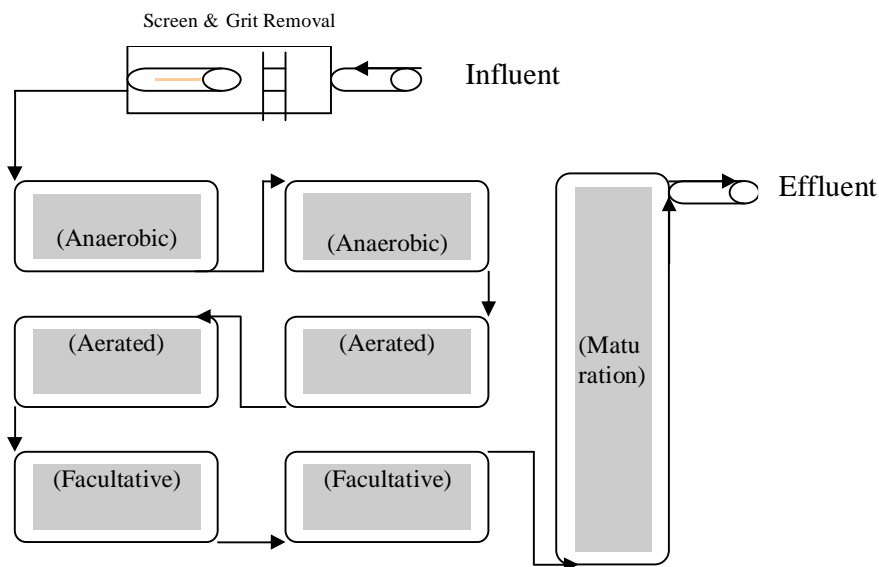 Screen & Grit Removal
Influent
Effluent
(Anaerobic)
(Anaerobic)
(Aerated)
(Aerated)
(Matu
ration)
(Facultative)
(Facultative)